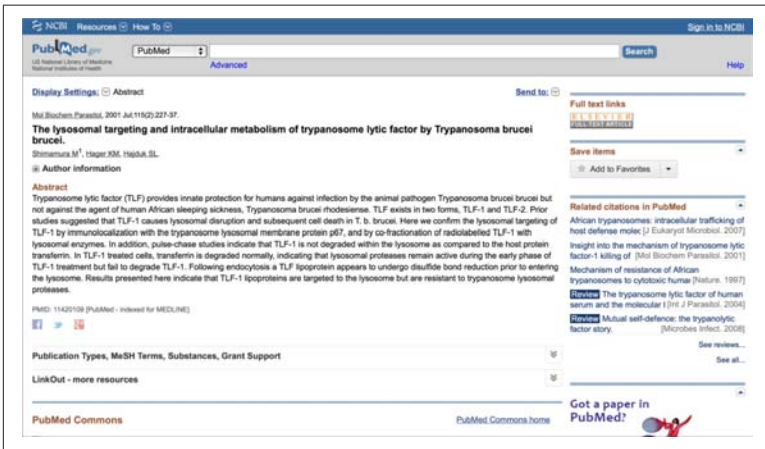 NCBI Resources How To Sign in to NCBI
PubMed.gov PubMed Search
US National Library of Medicine
National Institutes of Health
Advanced Help
Display Settings: Abstract Send to:
Mol Biochem Parasitol. 2001 Jul;115(2):227-37.
The lysosomal targeting and intracellular metabolism of trypanosome lytic factor by Trypanosoma brucei
brucei.
Shimamura M1, Hager KM, Hajduk SL.
Author information
Abstract
Trypanosome lytic factor (TLF) provides innate protection for humans against infection by the animal pathogen Trypanosoma brucei brucei but
not against the agent of human African sleeping sickness, Trypanosoma brucei rhodesiense. TLF exists in two forms, TLF-1 and TLF-2. Prior
studies suggested that TLF-1 causes lysosomal disruption and subsequent cell death in T. b. brucei. Here we confirm the lysosomal targeting of
TLF-1 by immunolocalization with the trypanosome lysosomal membrane protein p67, and by co-fractionation of radiolabelled TLF-1 with
lysosomal enzymes. In addition, pulse-chase studies indicate that TLF-1 is not degraded within the lysosome as compared to the host protein
transferrin. In TLF-1 treated cells, transferrin is degraded normally, indicating that lysosomal proteases remain active during the early phase of
TLF-1 treatment but fail to degrade TLF-1. Following endocytosis a TLF lipoprotein appears to undergo disulfide bond reduction prior to entering
the lysosome. Results presented here indicate that TLF-1 lipoproteins are targeted to the lysosome but are resistant to trypanosome lysosomal
proteases.
PMID: 11420109 [PubMed - indexed for MEDLINE]
Publication Types, MeSH Terms, Substances, Grant Support
LinkOut - more resources
PubMed Commons PubMed Commons home
Full text links
ELSEVIER
FULL-TEXT ARTICLE
Save items
Add to Favorites
Related citations in PubMed
African trypanosomes: intracellular trafficking of
host defense molec [J Eukaryot Microbiol. 2007]
Insight into the mechanism of trypanosome lytic
factor-1 killing of [Mol Biochem Parasitol. 2001]
Mechanism of resistance of African
trypanosomes to cytotoxic human [Nature. 1997]
Review The trypanosome lytic factor of human
serum and the molecular l [Int J Parasitol. 2004]
Review Mutual self-defence: the trypanolytic
factor story. [Microbes Infect. 2008]
See reviews...
See all...
Got a paper in
PubMed?